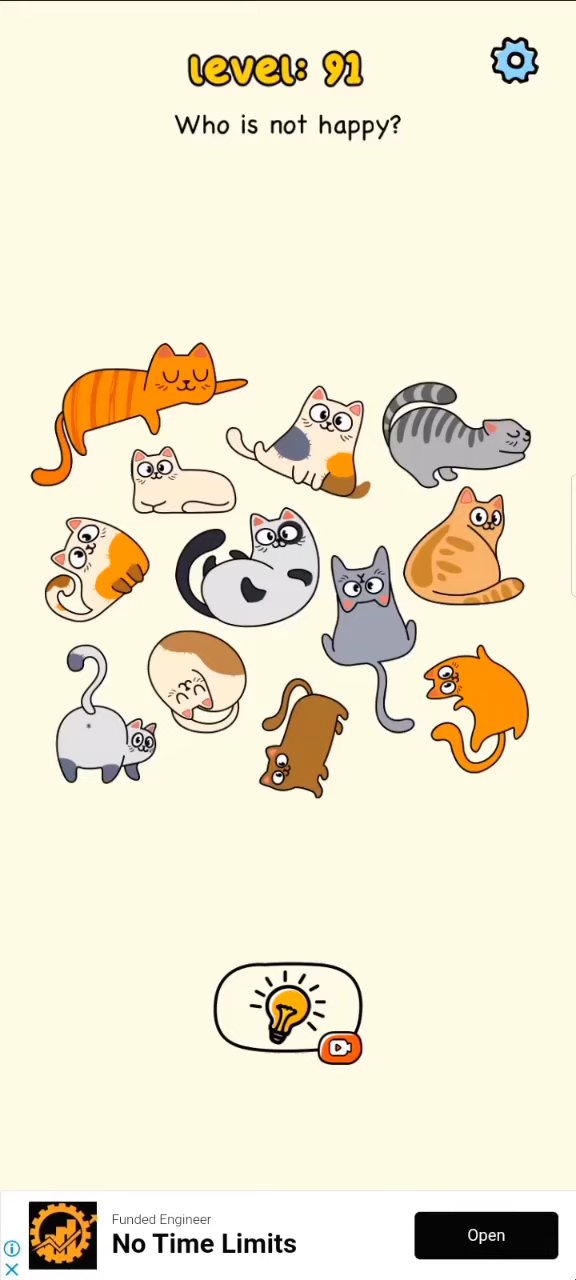 level: 91
Who is not happy?
Funded Engineer
No Time Limits
Open